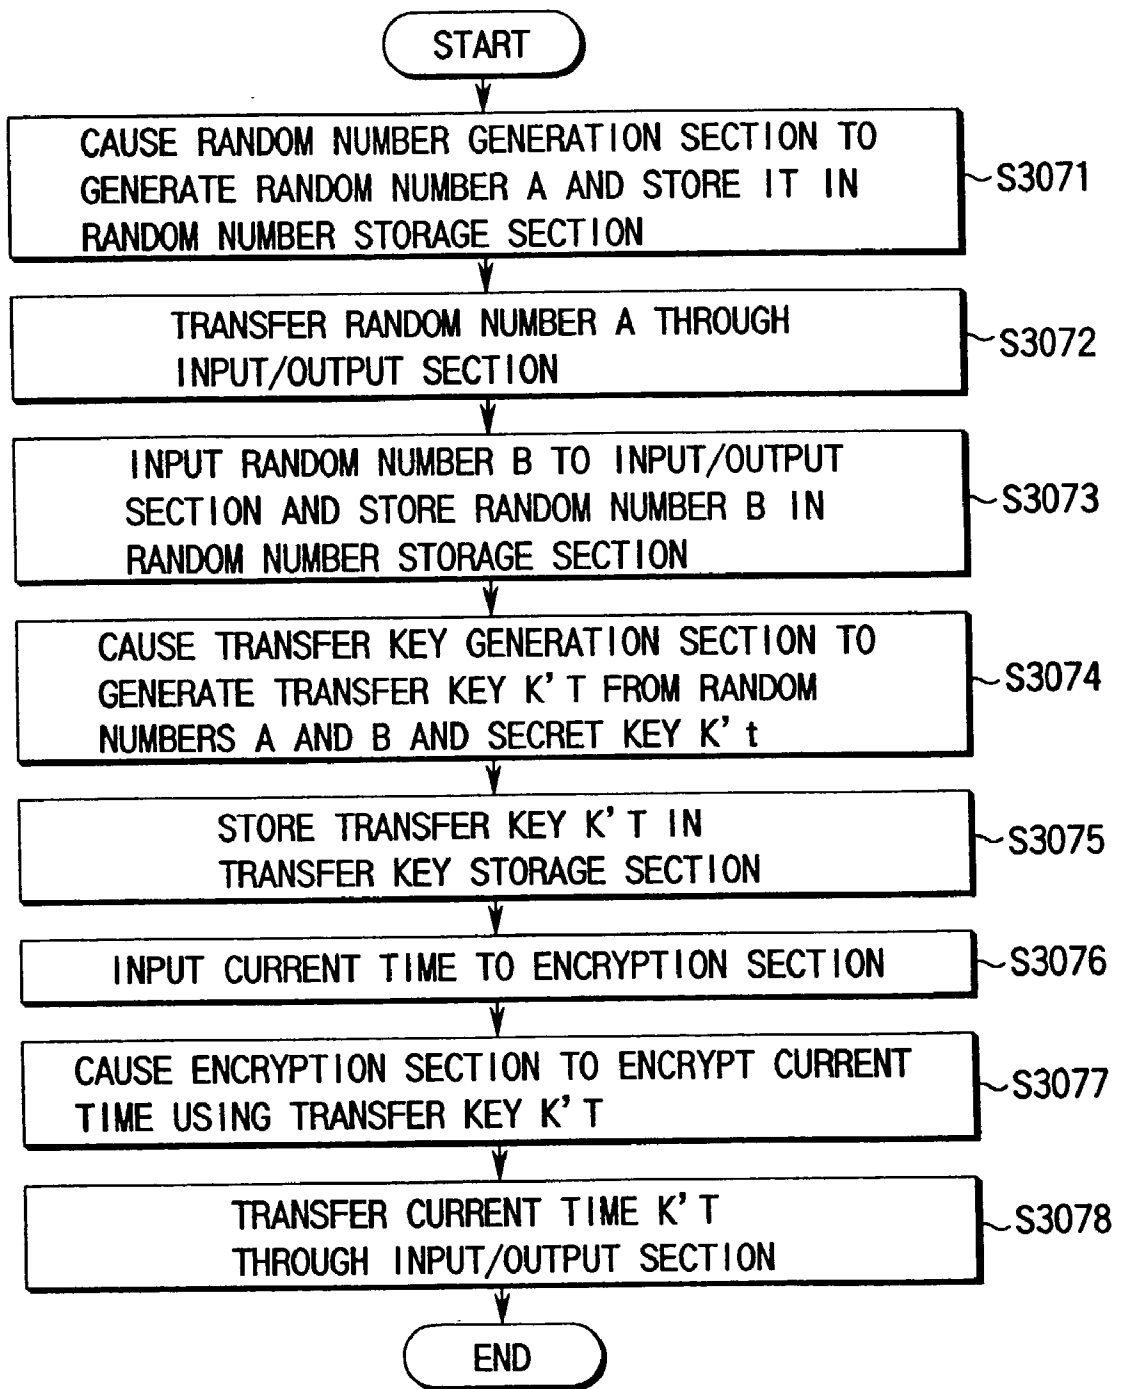 START
CAUSE RANDOM NUMBER GENERATION SECTION TO
GENERATE RANDOM NUMBER A AND STORE IT IN
RANDOM NUMBER STORAGE SECTION
S3071
TRANSFER RANDOM NUMBER A THROUGH
INPUT/OUTPUT SECTION
S3072
INPUT RANDOM NUMBER B TO INPUT/OUTPUT
SECTION AND STORE RANDOM NUMBER B IN
RANDOM NUMBER STORAGE SECTION
S3073
CAUSE TRANSFER KEY GENERATION SECTION TO
GENERATE TRANSFER KEY K'T FROM RANDOM
NUMBERS A AND B AND SECRET KEY K't
S3074
STORE TRANSFER KEY K'T IN
TRANSFER KEY STORAGE SECTION
S3075
INPUT CURRENT TIME TO ENCRYPTION SECTION
S3076
CAUSE ENCRYPTION SECTION TO ENCRYPT CURRENT
TIME USING TRANSFER KEY K'T
S3077
TRANSFER CURRENT TIME K'T
THROUGH INPUT/OUTPUT SECTION
S3078
END